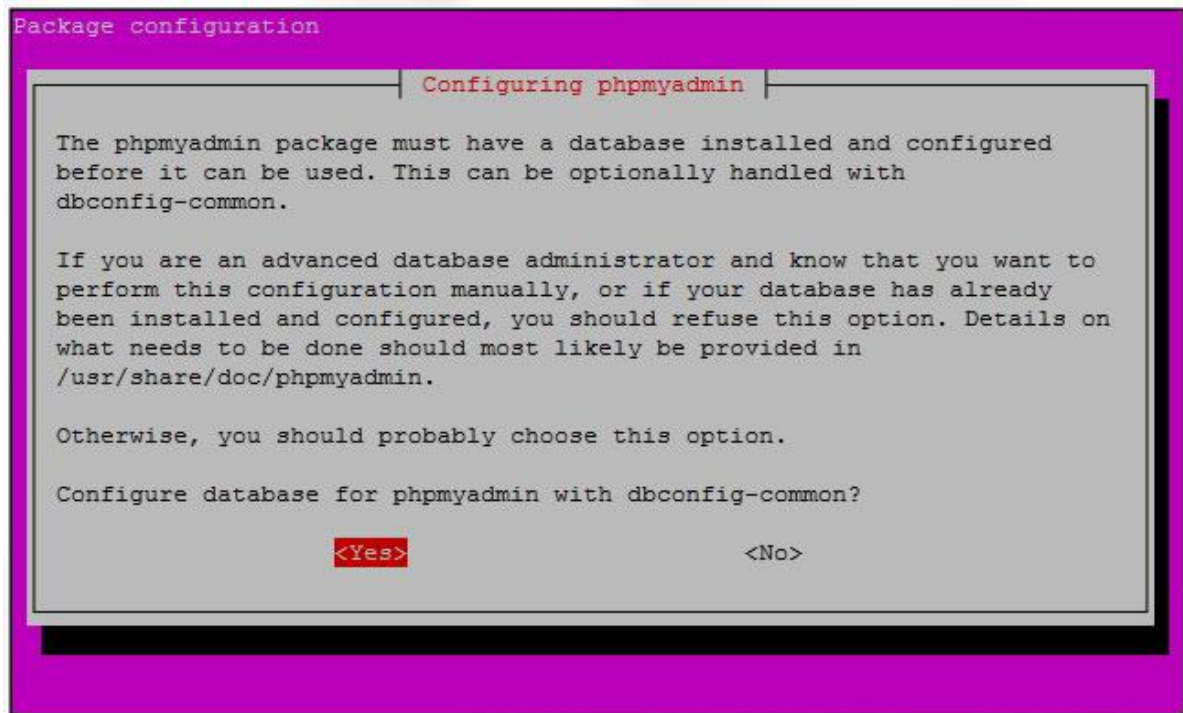 Package configuration
Configuring phpmyadmin
The phpmyadmin package must have a database installed and configured
before it can be used. This can be optionally handled with
dbconfig-common.
If you are an advanced database administrator and know that you want to
perform this configuration manually, or if your database has already
been installed and configured, you should refuse this option. Details on
what needs to be done should most likely be provided in
/usr/share/doc/phpmyadmin.
Otherwise, you should probably choose this option.
Configure database for phpmyadmin with dbconfig-common?
<Yes> <No>